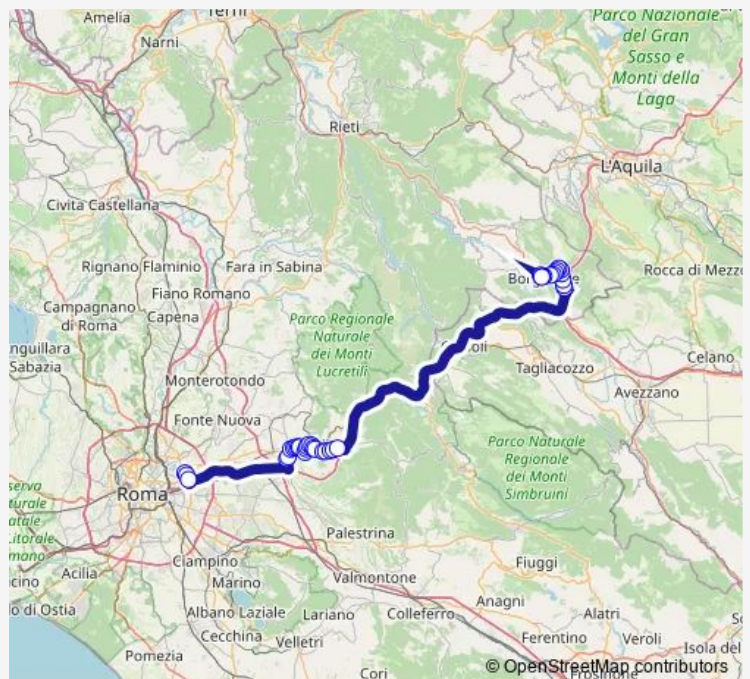 Amelia
Terni
Narni
Parco Nazionale
del Gran
Sasso e
Monti della
Laga
Rieti
L'Aquila
Civita Castellana
Rignano Flaminio
Fara in Sabina
Fiano Romano
Campagnano
di Roma
Capena
Rocca di Mezzo
nguillara
Sabazia
Parco Regionale
Naturale
dei Monti
Lucretili
Tagliacozzo
Celano
Monterotondo
Avezzano
Fonte Nuova
Parco Naturale
Regionale
dei Monti
Simbruini
Roma
Palestrina
Ciampino
Acilia
Marino
Valmontone
Fiuggi
o di Ostia
Albano Laziale
Lariano
Colleferro
Anagni
Alatri
Cecchina
Velletri
Ferentino
Veroli
Isola del
Pomezia
Cori
Frosinone
© OpenStreetMap contributors